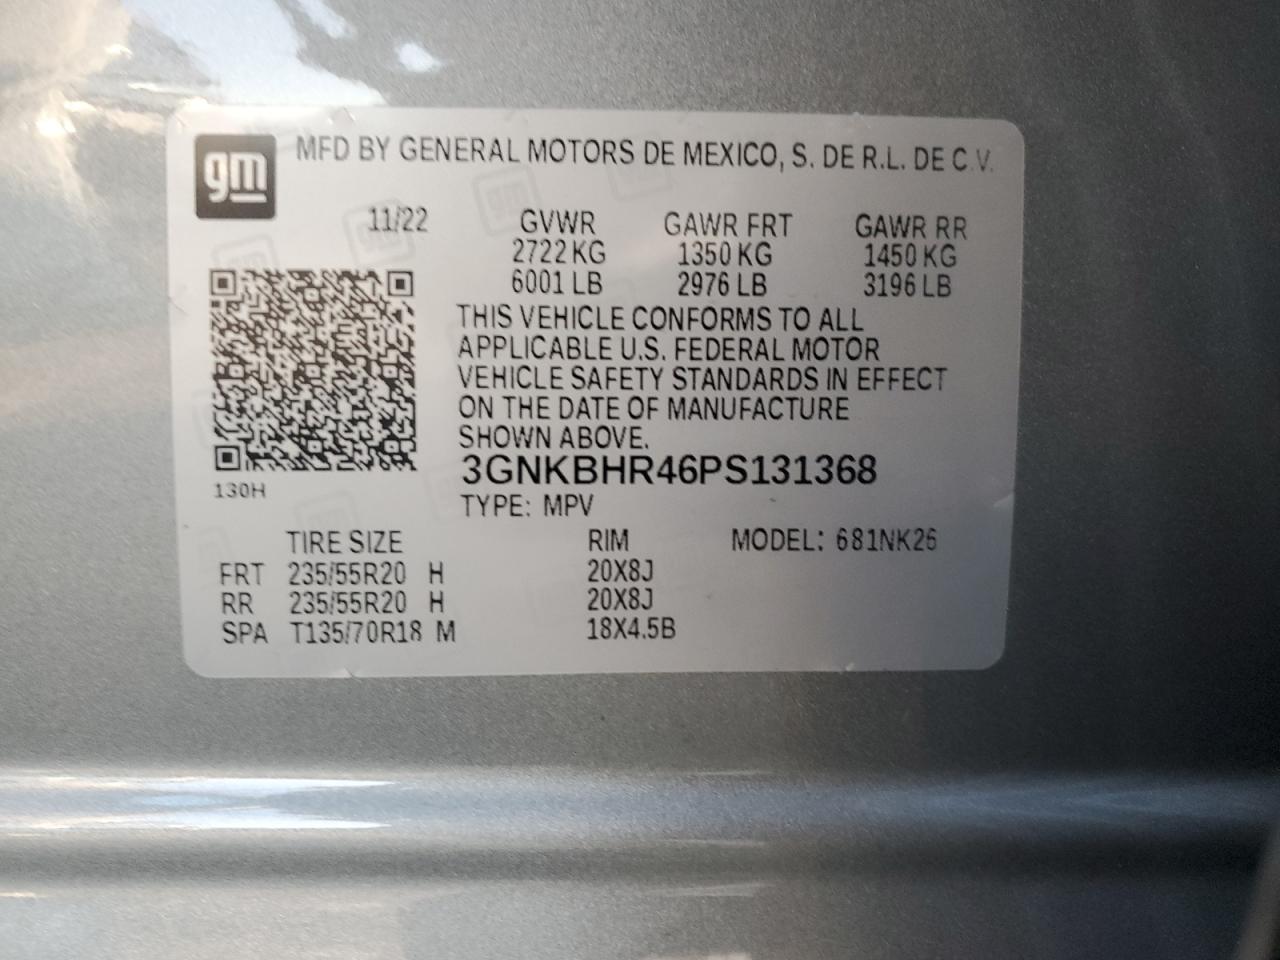 gm
MFD BY GENERAL MOTORS DE MEXICO, S. DE R.L. DE C.V.
11/22 GVWR GAWR FRT GAWR RR
2722 KG 1350 KG 1450 KG
6001 LB 2976 LB 3196 LB
THIS VEHICLE CONFORMS TO ALL
APPLICABLE U.S. FEDERAL MOTOR
VEHICLE SAFETY STANDARDS IN EFFECT
ON THE DATE OF MANUFACTURE
SHOWN ABOVE.
3GNKBHR46PS131368
130H
TYPE: MPV
TIRE SIZE RIM MODEL: 681NK26
FRT 235/55R20 H 20X8J
RR 235/55R20 H 20X8J
SPA T135/70R18 M 18X4.5B